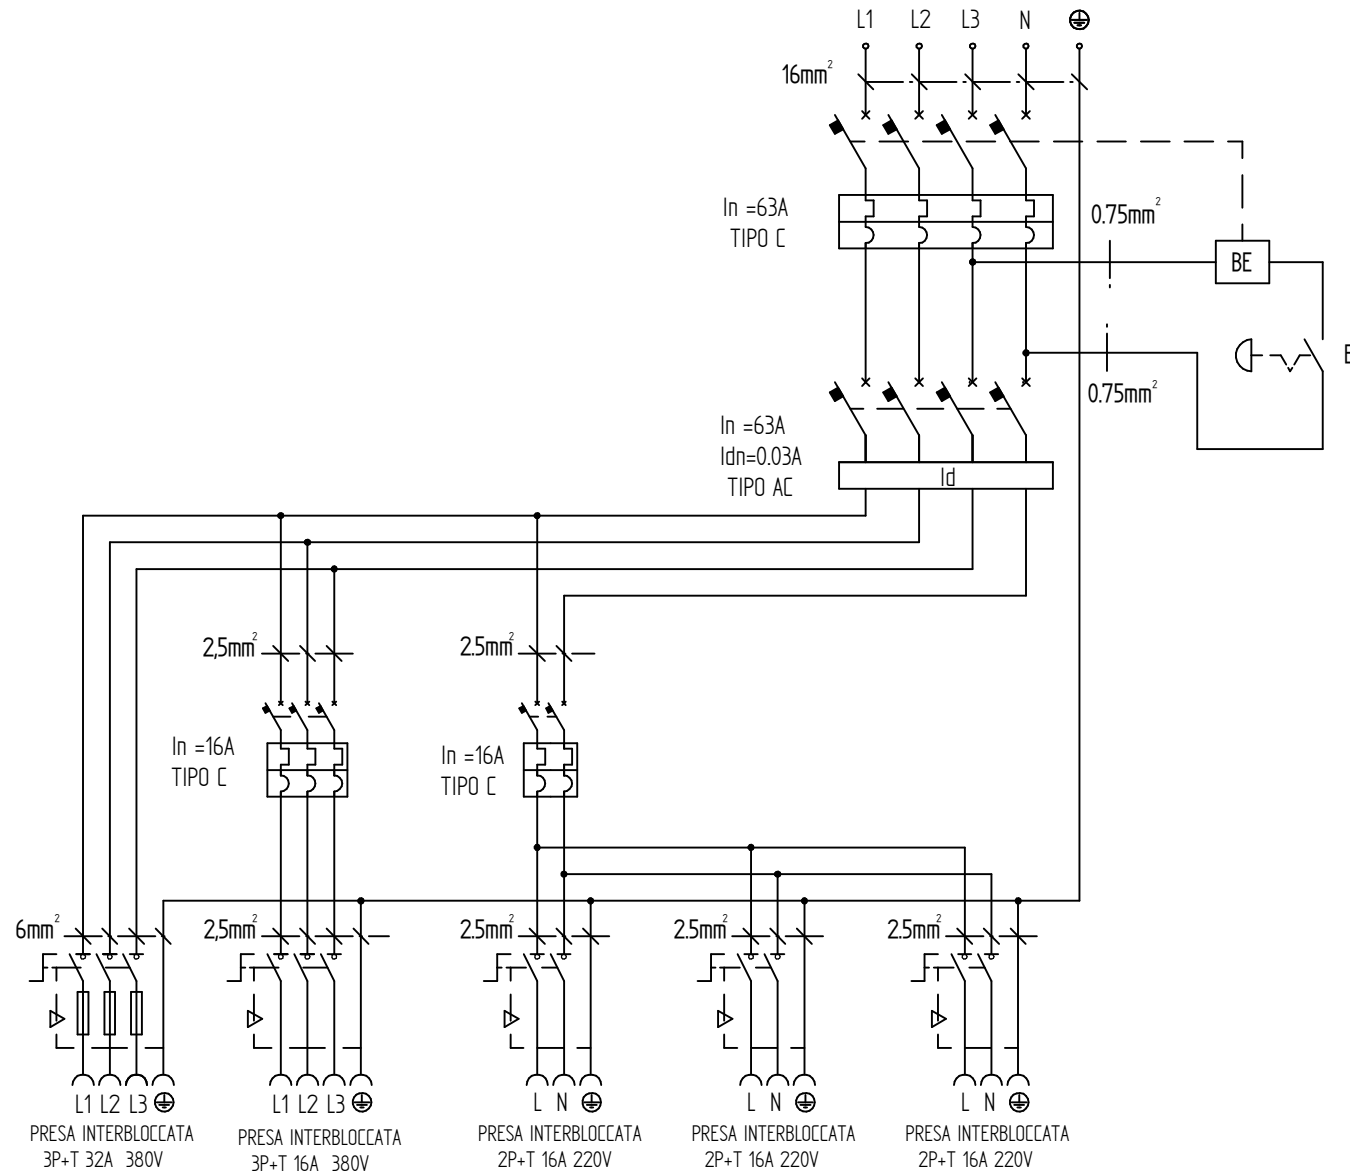 L1 L2 L3 N
16mm²
In =63A
TIPO C
0.75mm²
BE
0.75mm²
In =63A
Idn=0.03A
TIPO AC
Id
2,5mm²
2.5mm²
In =16A
TIPO C
In =16A
TIPO C
6mm²
2,5mm²
2.5mm²
2.5mm²
2.5mm²
L1 L2 L3
L1 L2 L3
L N
L N
L N
PRESA INTERBLOCCATA
3P+T 32A 380V
PRESA INTERBLOCCATA
3P+T 16A 380V
PRESA INTERBLOCCATA
2P+T 16A 220V
PRESA INTERBLOCCATA
2P+T 16A 220V
PRESA INTERBLOCCATA
2P+T 16A 220V